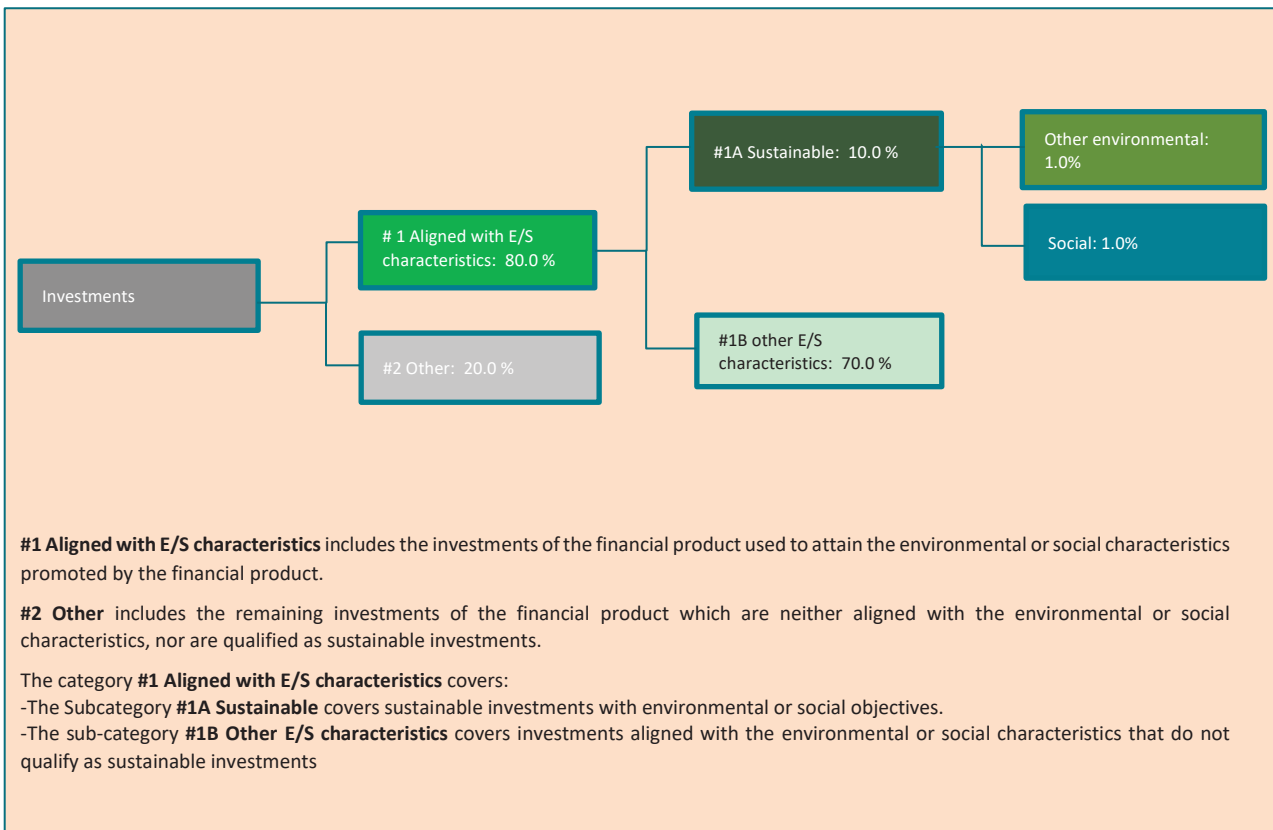 Investments
# 1 Aligned with E/S
characteristics:  80.0 %
#2 Other:  20.0 %
#1A Sustainable:  10.0 %
#1B other E/S
characteristics:  70.0 %
Other environmental:
1.0%
Social: 1.0%
#1 Aligned with E/S characteristics includes the investments of the financial product used to attain the environmental or social characteristics
promoted by the financial product.
#2 Other includes the remaining investments of the financial product which are neither aligned with the environmental or social
characteristics, nor are qualified as sustainable investments.
The category #1 Aligned with E/S characteristics covers:
-The Subcategory #1A Sustainable covers sustainable investments with environmental or social objectives.
-The sub-category #1B Other E/S characteristics covers investments aligned with the environmental or social characteristics that do not
qualify as sustainable investments